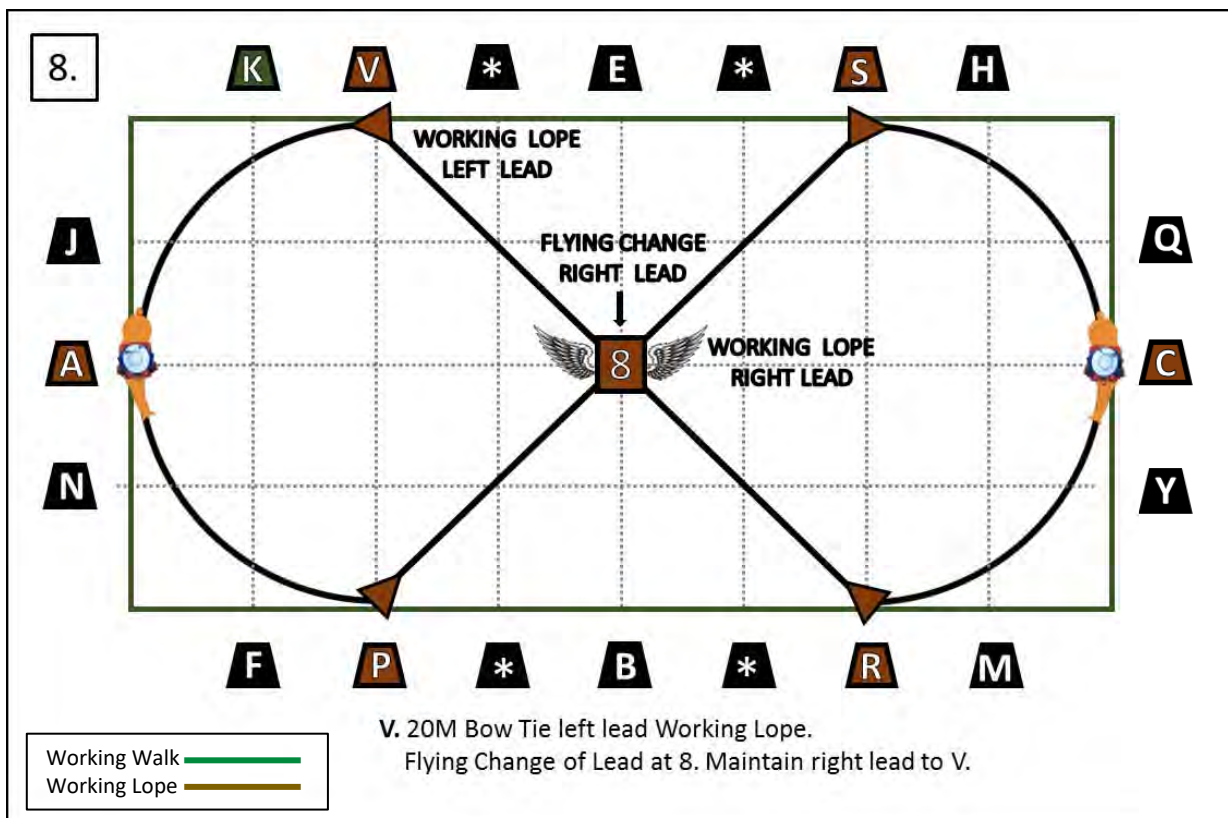 8.
K V * E * S H
WORKING LOPE
LEFT LEAD
J
FLYING CHANGE
RIGHT LEAD
Q
A
8
WORKING LOPE
RIGHT LEAD
C
N
Y
F P * B * R M
V. 20M Bow Tie left lead Working Lope.
Flying Change of Lead at 8. Maintain right lead to V.
Working Walk
Working Lope